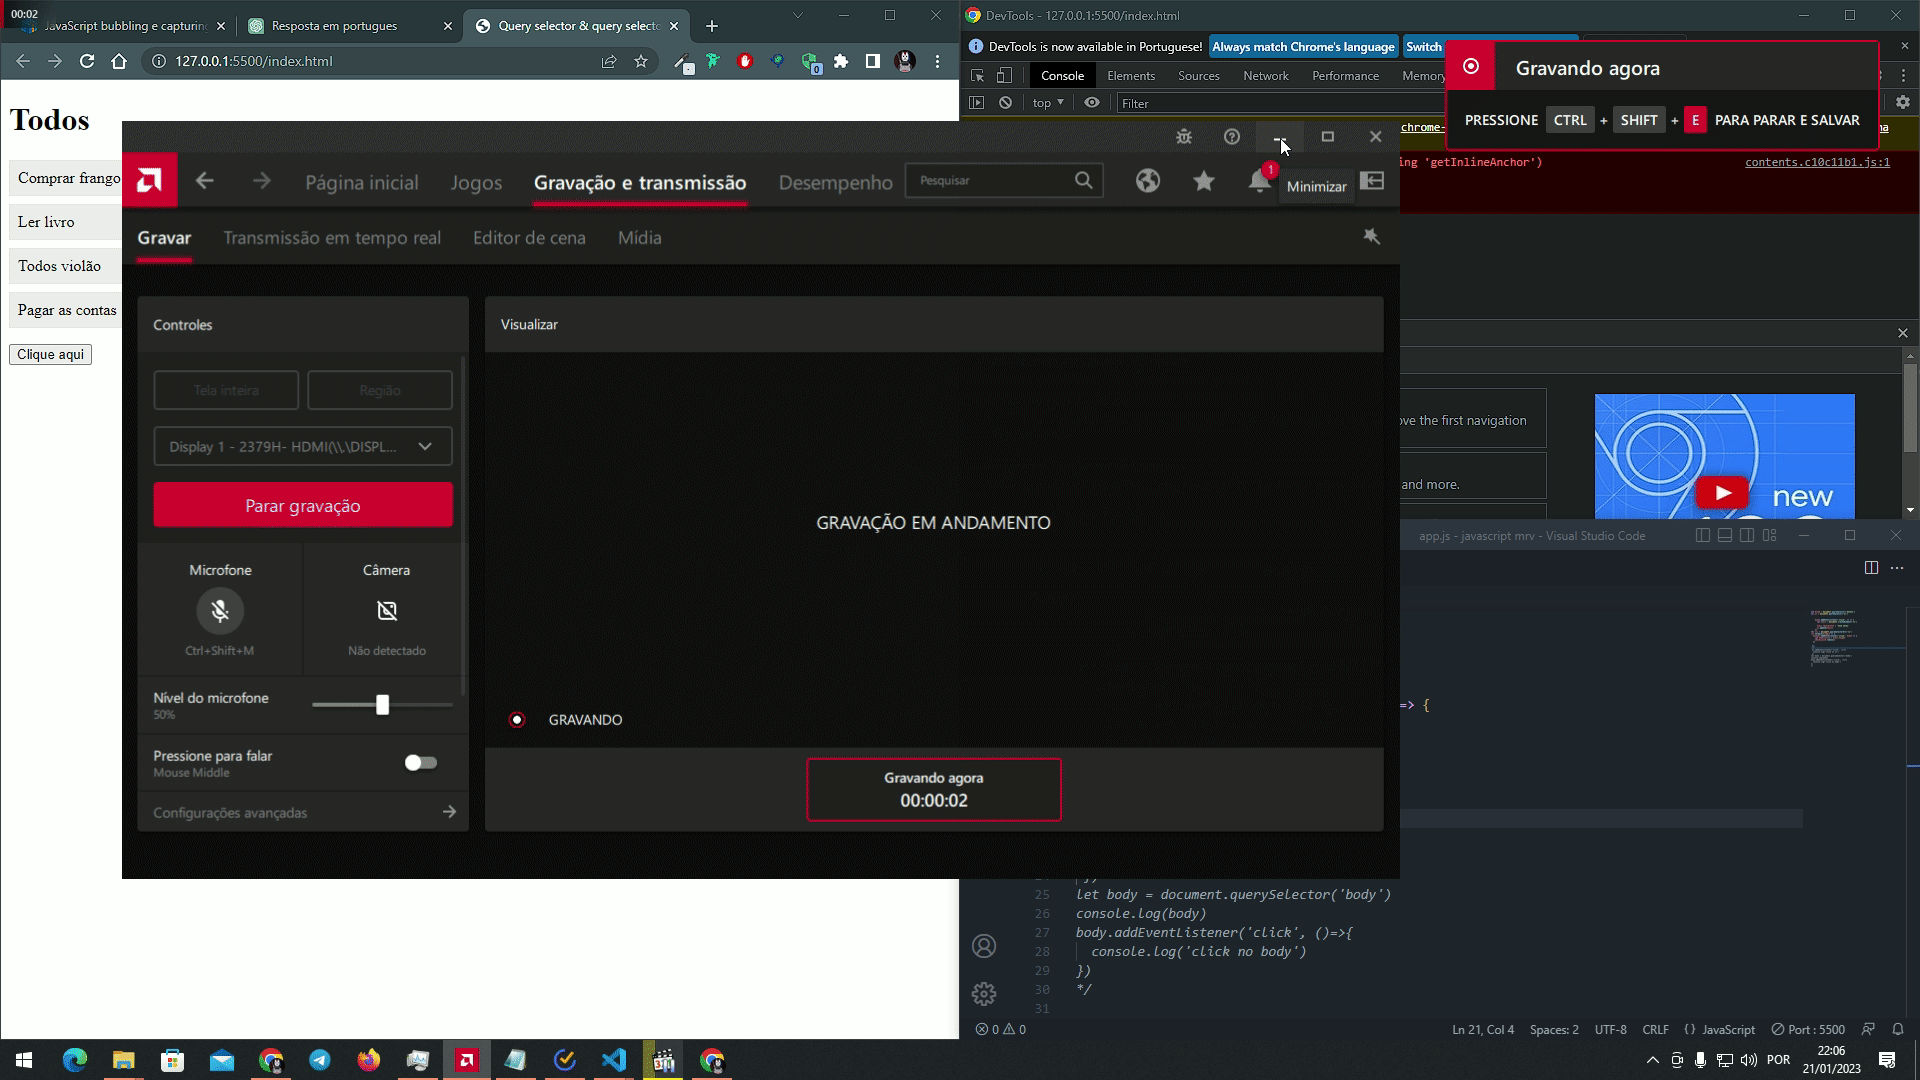 00:02
JavaScript bubbling e capturing
Resposta em portugues
Query selector & query selecto
127.0.0.1:5500/index.html
0
Todos
Comprar frango
Ler livro
Todos violão
Pagar as contas
Clique aqui
Minimizar
Página inicial
Jogos
Gravação e transmissão
Desempenho
Pesquisar
1
Gravar
Transmissão em tempo real
Editor de cena
Mídia
Controles
Tela inteira
Região
Display 1 - 2379H- HDMI(\\.\DISPL...
Parar gravação
Microfone
Ctrl+Shift+M
Câmera
Não detectado
Nível do microfone
50%
Pressione para falar
Mouse Middle
Configurações avançadas
Visualizar
GRAVAÇÃO EM ANDAMENTO
GRAVANDO
Gravando agora
00:00:02
DevTools - 127.0.0.1:5500/index.html
DevTools is now available in Portuguese!
Always match Chrome's language
Switch
Console
Elements
Sources
Network
Performance
Memory
top
Filter
Gravando agora
PRESSIONE CTRL + SHIFT + E PARA PARAR E SALVAR
chrome-
ing 'getInlineAnchor')
contents.c10c11b1.js:1
ove the first navigation
and more.
new
app.js - javascript mrv - Visual Studio Code
=> {
25 let body = document.querySelector('body')
26 console.log(body)
27 body.addEventListener('click', ()=>{
28 console.log('click no body')
29 })
30 */
31
0 0
Ln 21, Col 4
Spaces: 2
UTF-8
CRLF
{} JavaScript
Port : 5500
POR
22:06
21/01/2023